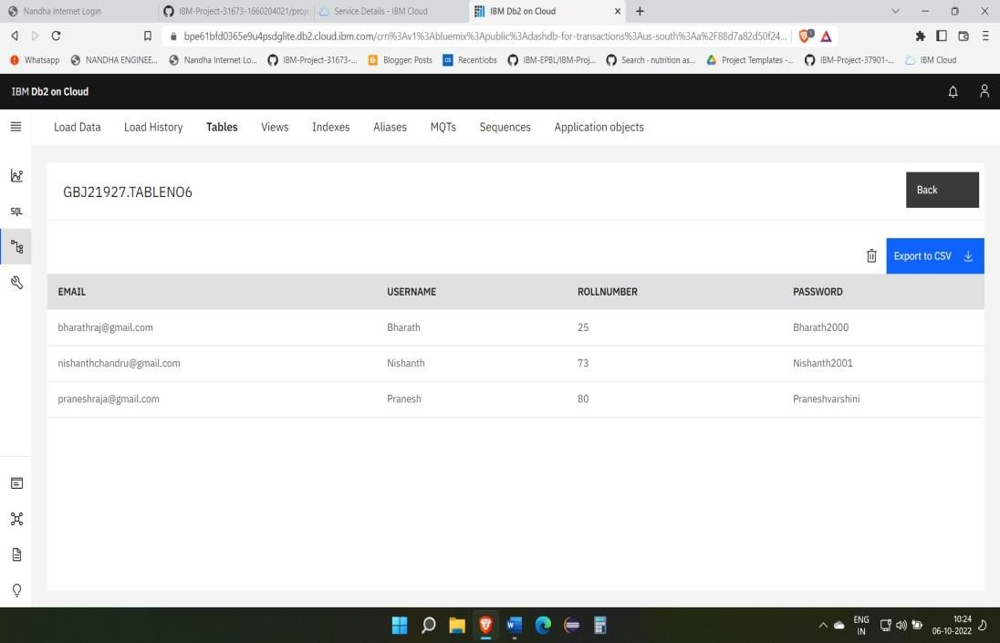 Nandha Internet Login
IBM-Project-31673-1660204021/proje
Service Details - IBM Cloud
IBM Db2 on Cloud
bpe61bfd0365e9u4psdglite.db2.cloud.ibm.com/crn%3Av1%3Abluemix%3Apublic%3Adashdb-for-transactions%3Aus-south%3Aa%2F88d7a82d50f24...
Whatsapp
NANDHA ENGINEE...
Nandha Internet Lo...
IBM-Project-31673-...
Blogger: Posts
RecentJobs
IBM-EPBL/IBM-Proj...
Search · nutrition as...
Project Templates -...
IBM-Project-37901-...
IBM Cloud
IBM Db2 on Cloud
Load Data
Load History
Tables
Views
Indexes
Aliases
MQTs
Sequences
Application objects
SQL
GBJ21927.TABLENO6
Back
Export to CSV
EMAIL USERNAME ROLLNUMBER PASSWORD
bharathraj@gmail.com Bharath 25 Bharath2000
nishanthchandru@gmail.com Nishanth 73 Nishanth2001
praneshraja@gmail.com Pranesh 80 Praneshvarshini
ENG
IN
10:24
06-10-2022